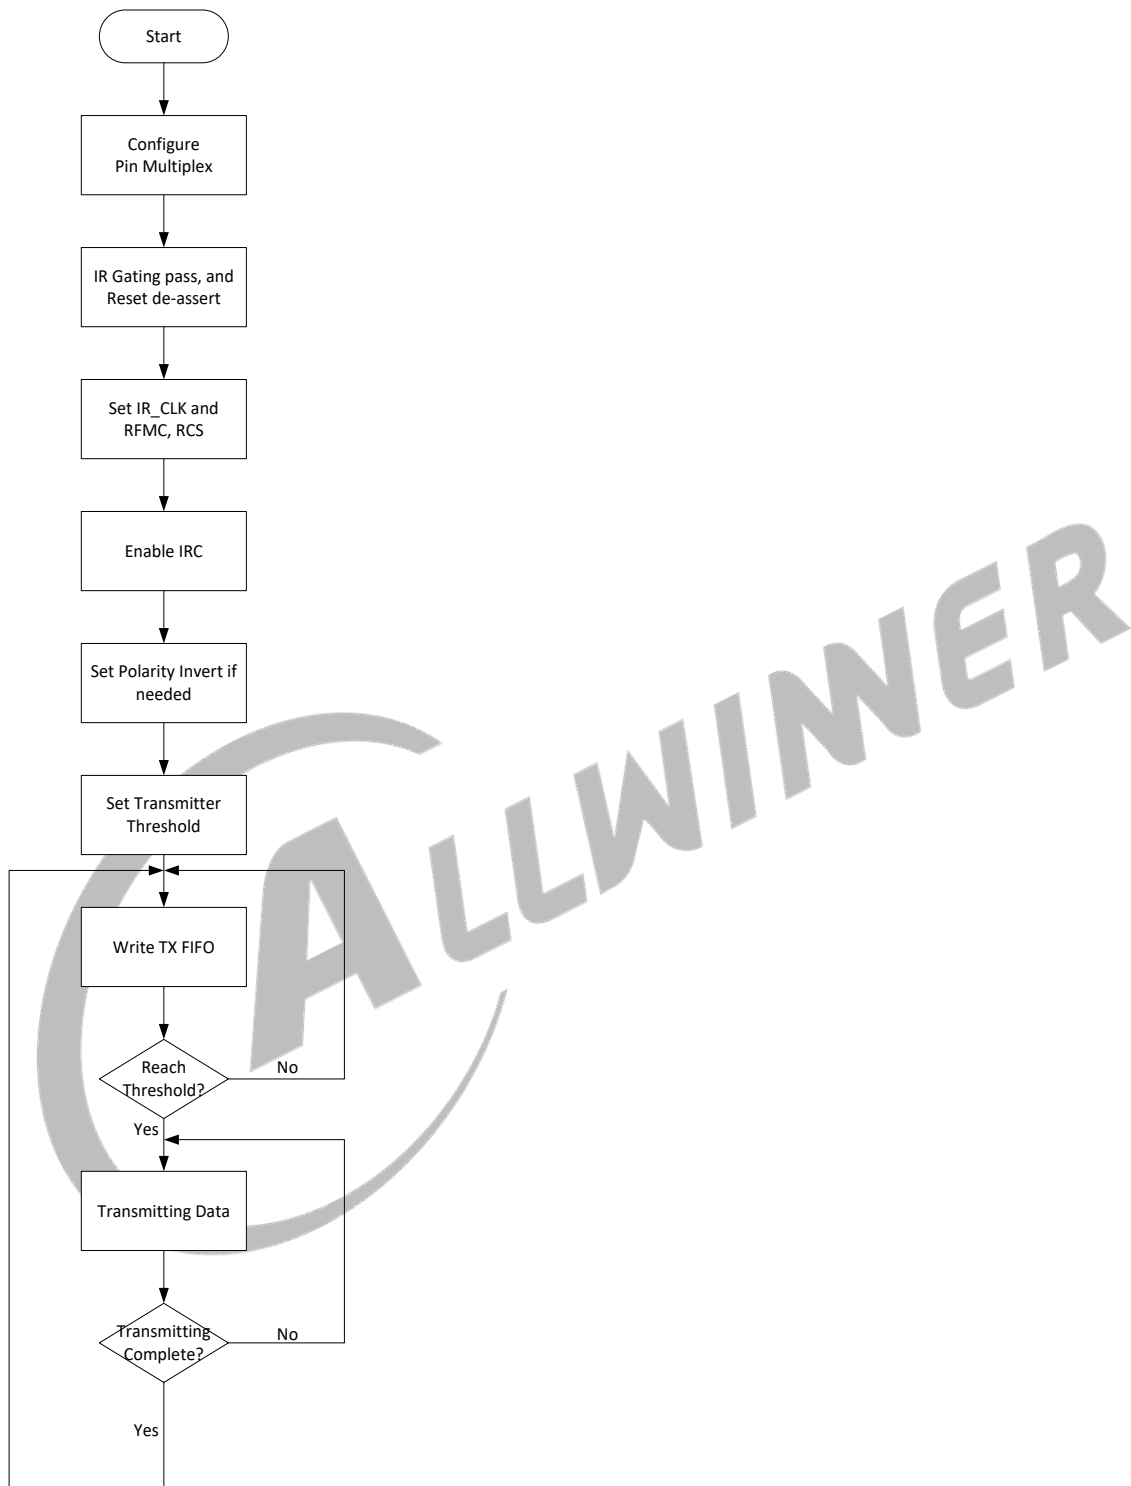 Start
Configure
Pin Multiplex
IR Gating pass, and
Reset de-assert
Set IR_CLK and
RFMC, RCS
Enable IRC
Set Polarity Invert if
needed
Set Transmitter
Threshold
Write TX FIFO
Reach
Threshold?
No
Yes
Transmitting Data
Transmitting
Complete?
No
Yes
ALLWINNER